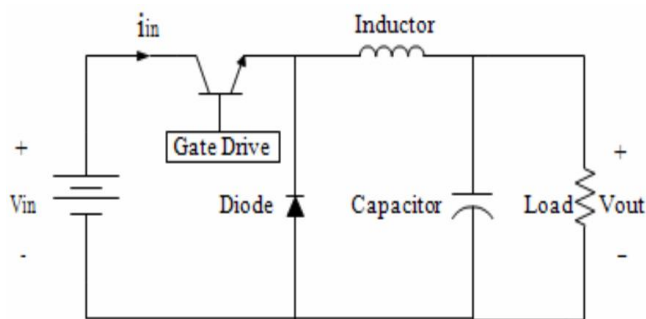 iin
Inductor
Gate Drive
+
Vin
-
Diode
Capacitor
Load
+
Vout
-